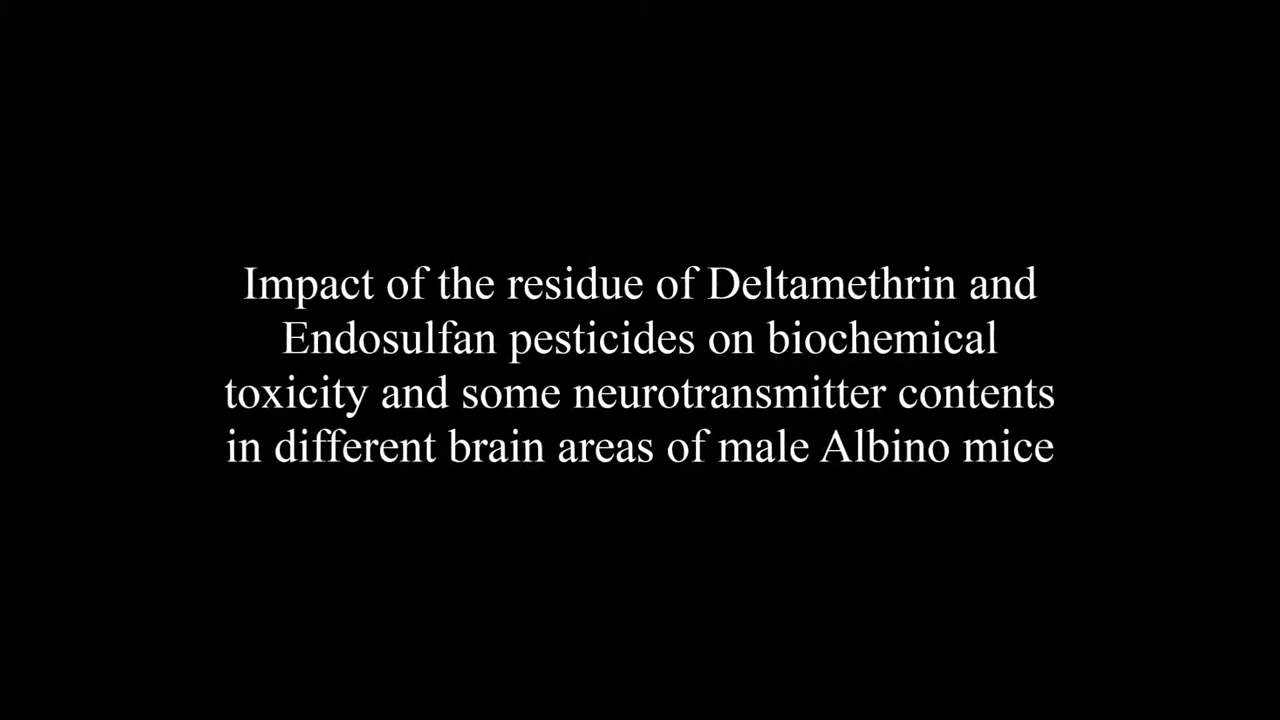 Impact of the residue of Deltamethrin and
Endosulfan pesticides on biochemical
toxicity and some neurotransmitter contents
in different brain areas of male Albino mice